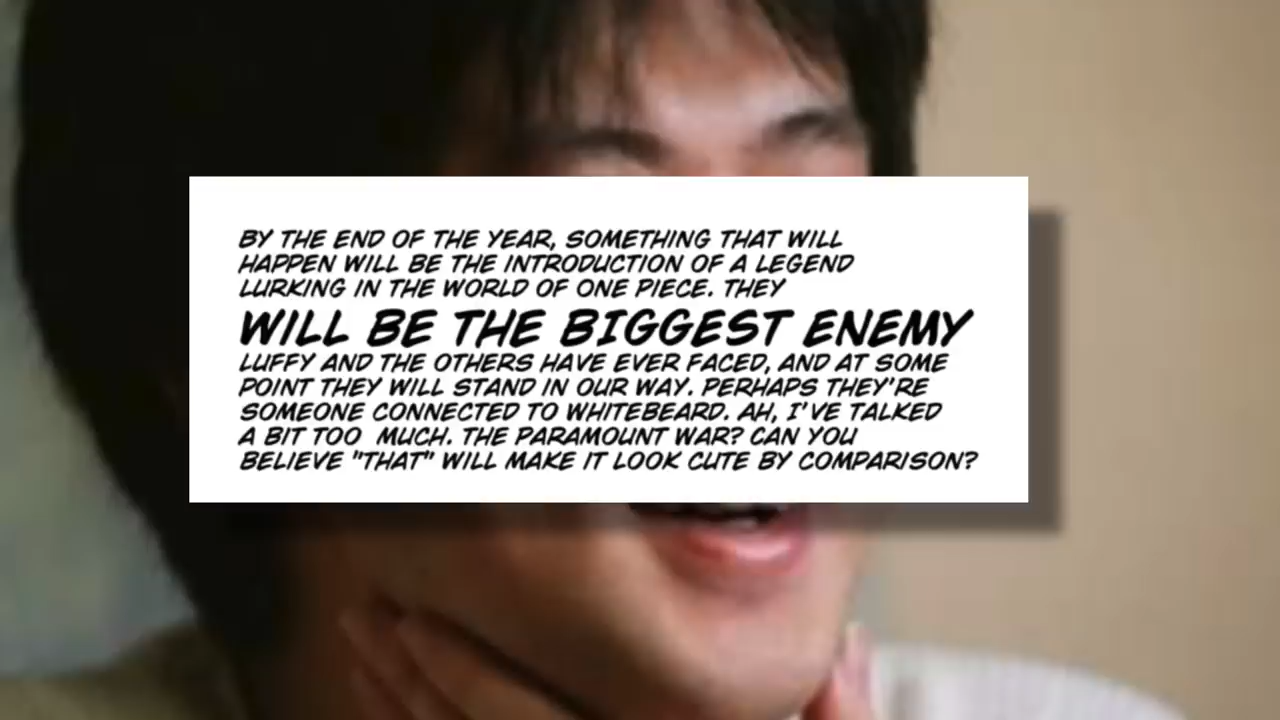 BY THE END OF THE YEAR, SOMETHING THAT WILL
HAPPEN WILL BE THE INTRODUCTION OF A LEGEND
LURKING IN THE WORLD OF ONE PIECE. THEY
WILL BE THE BIGGEST ENEMY
LUFFY AND THE OTHERS HAVE EVER FACED, AND AT SOME
POINT THEY WILL STAND IN OUR WAY. PERHAPS THEY'RE
SOMEONE CONNECTED TO WHITEBEARD. AH, I'VE TALKED
A BIT TOO MUCH. THE PARAMOUNT WAR? CAN YOU
BELIEVE "THAT" WILL MAKE IT LOOK CUTE BY COMPARISON?